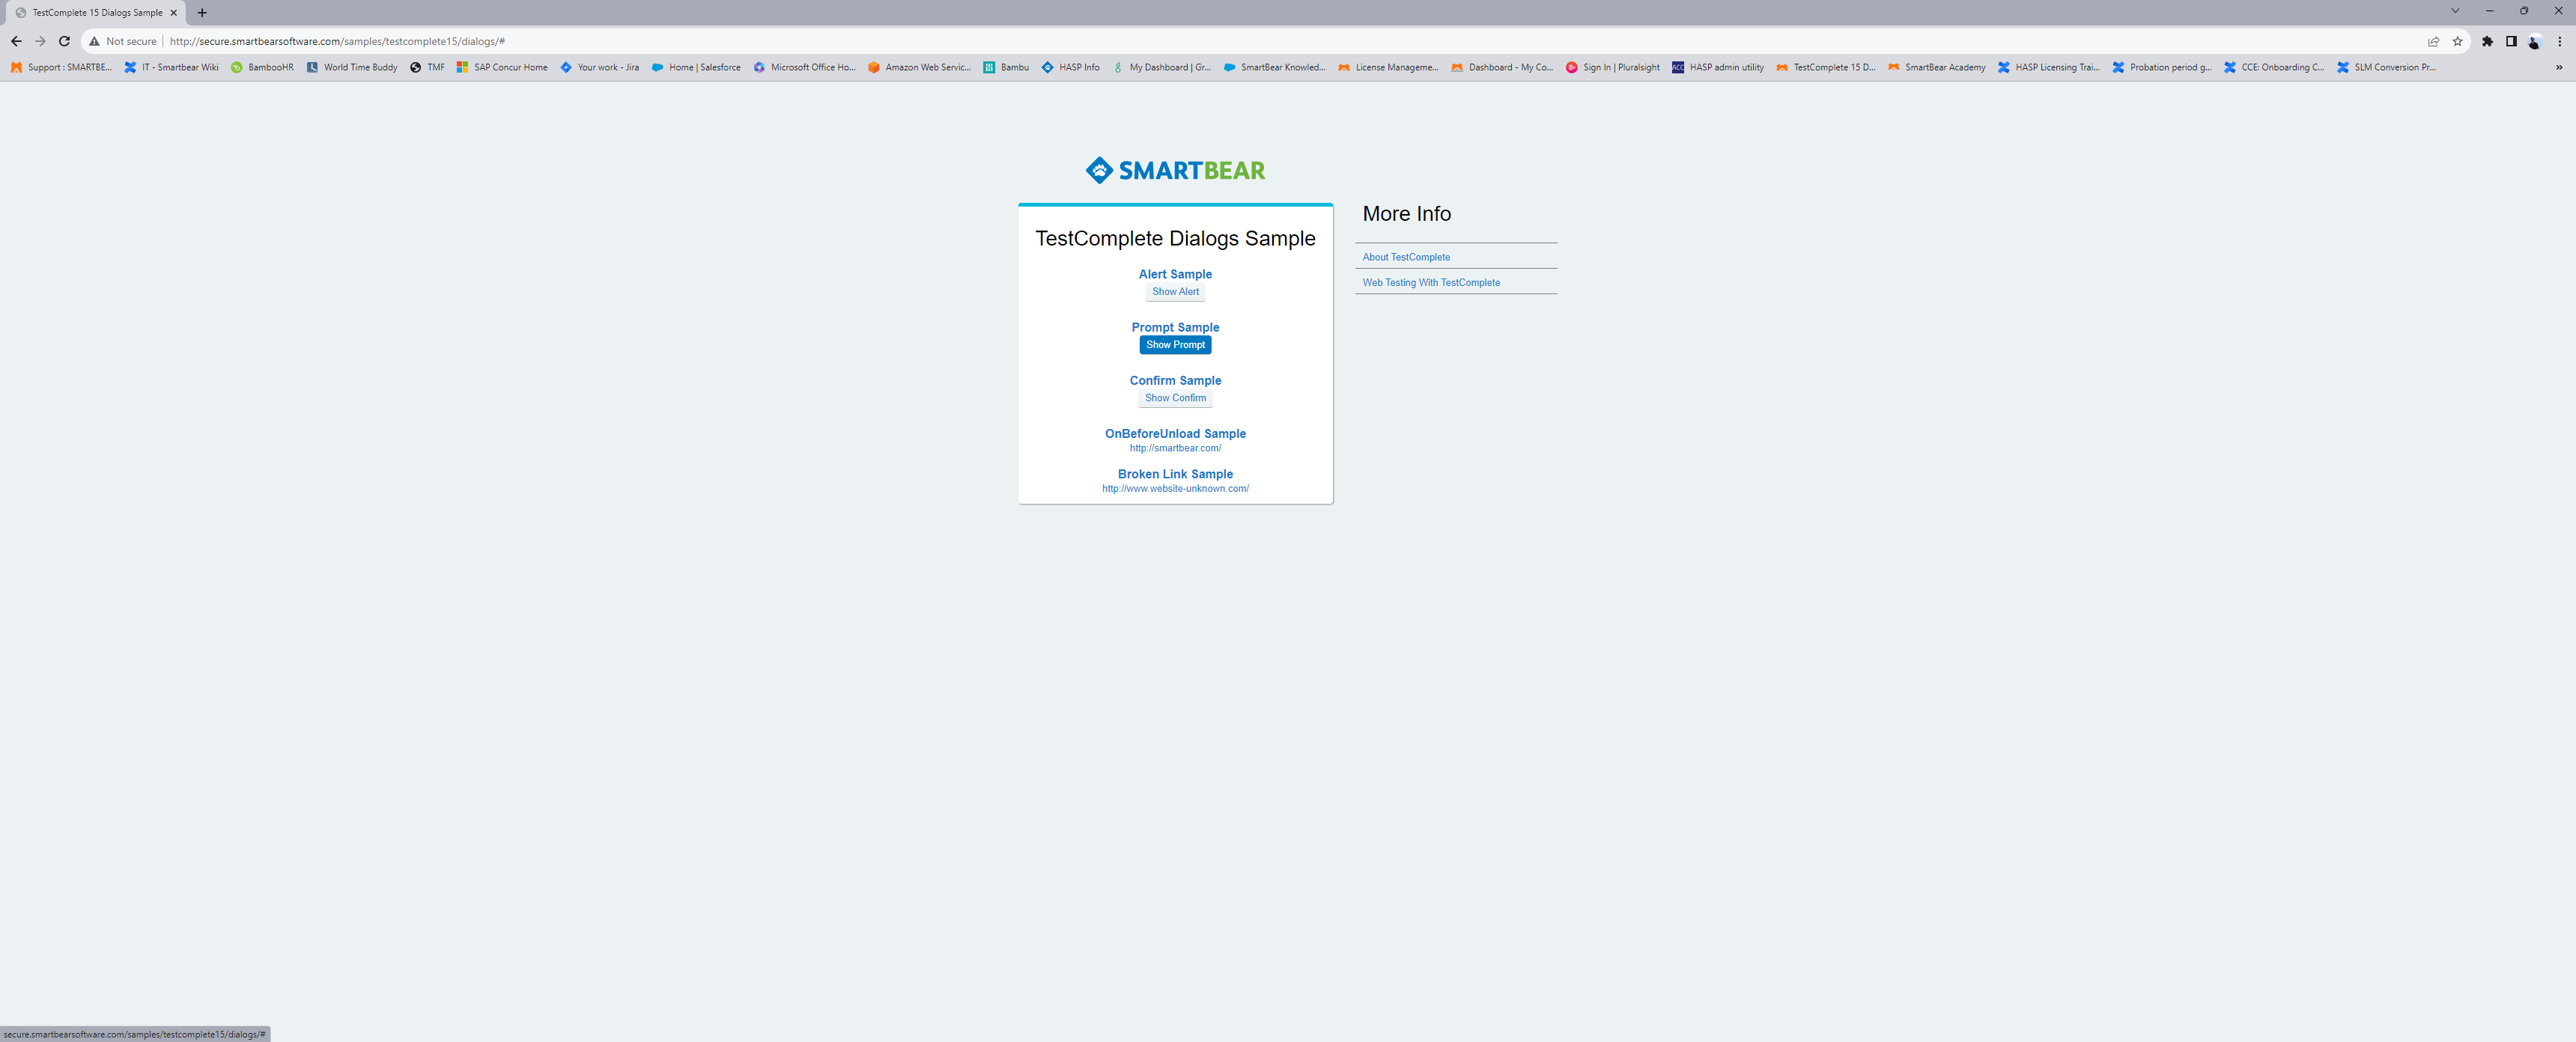 TestComplete 15 Dialogs Sample
Not secure | http://secure.smartbearsoftware.com/samples/testcomplete15/dialogs/#
Support : SMARTBE... IT - Smartbear Wiki BambooHR World Time Buddy TMF SAP Concur Home Your work - Jira Home | Salesforce Microsoft Office Ho... Amazon Web Servic... Bambu HASP Info My Dashboard | Gr... SmartBear Knowled... License Manageme... Dashboard - My Co... Sign In | Pluralsight ACC HASP admin utility TestComplete 15 D... SmartBear Academy HASP Licensing Trai... Probation period g... CCE: Onboarding C... SLM Conversion Pr... »
SMARTBEAR
TestComplete Dialogs Sample
Alert Sample
Show Alert
Prompt Sample
Show Prompt
Confirm Sample
Show Confirm
OnBeforeUnload Sample
http://smartbear.com/
Broken Link Sample
http://www.website-unknown.com/
More Info
About TestComplete
Web Testing With TestComplete
secure.smartbearsoftware.com/samples/testcomplete15/dialogs/#